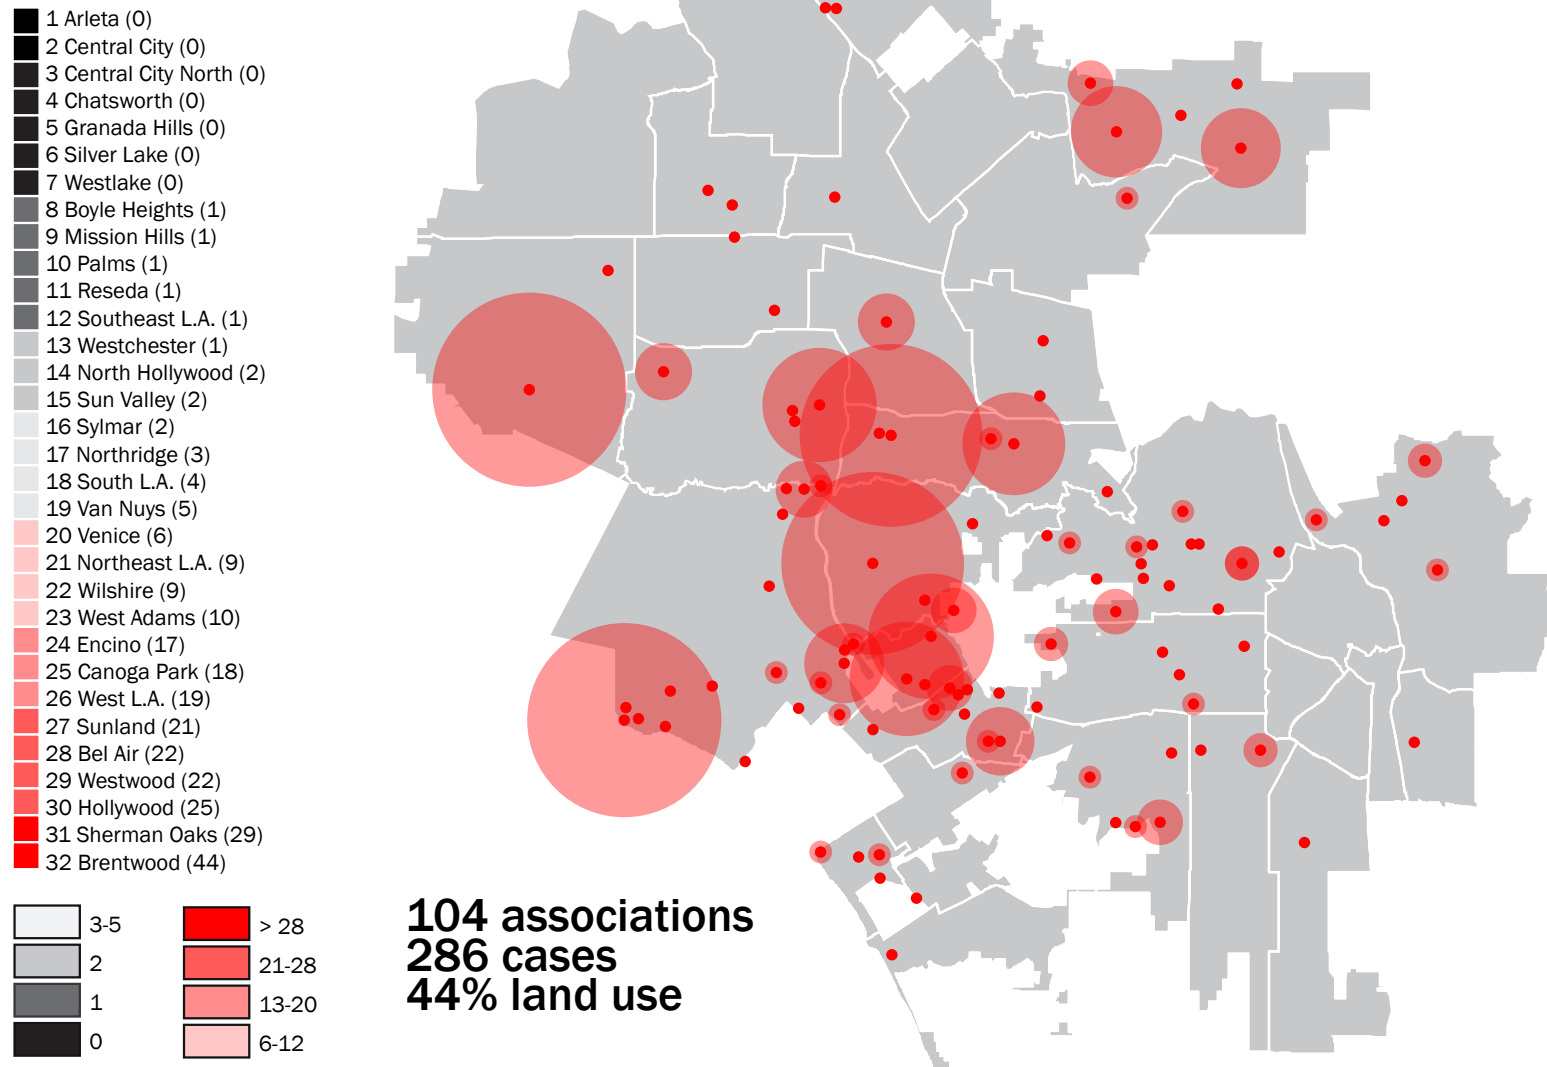 1 Arleta (0)
2 Central City (0)
3 Central City North (0)
4 Chatsworth (0)
5 Granada Hills (0)
6 Silver Lake (0)
7 Westlake (0)
8 Boyle Heights (1)
9 Mission Hills (1)
10 Palms (1)
11 Reseda (1)
12 Southeast L.A. (1)
13 Westchester (1)
14 North Hollywood (2)
15 Sun Valley (2)
16 Sylmar (2)
17 Northridge (3)
18 South L.A. (4)
19 Van Nuys (5)
20 Venice (6)
21 Northeast L.A. (9)
22 Wilshire (9)
23 West Adams (10)
24 Encino (17)
25 Canoga Park (18)
26 West L.A. (19)
27 Sunland (21)
28 Bel Air (22)
29 Westwood (22)
30 Hollywood (25)
31 Sherman Oaks (29)
32 Brentwood (44)
3-5
2
1
0
> 28
21-28
13-20
6-12
104 associations
286 cases
44% land use